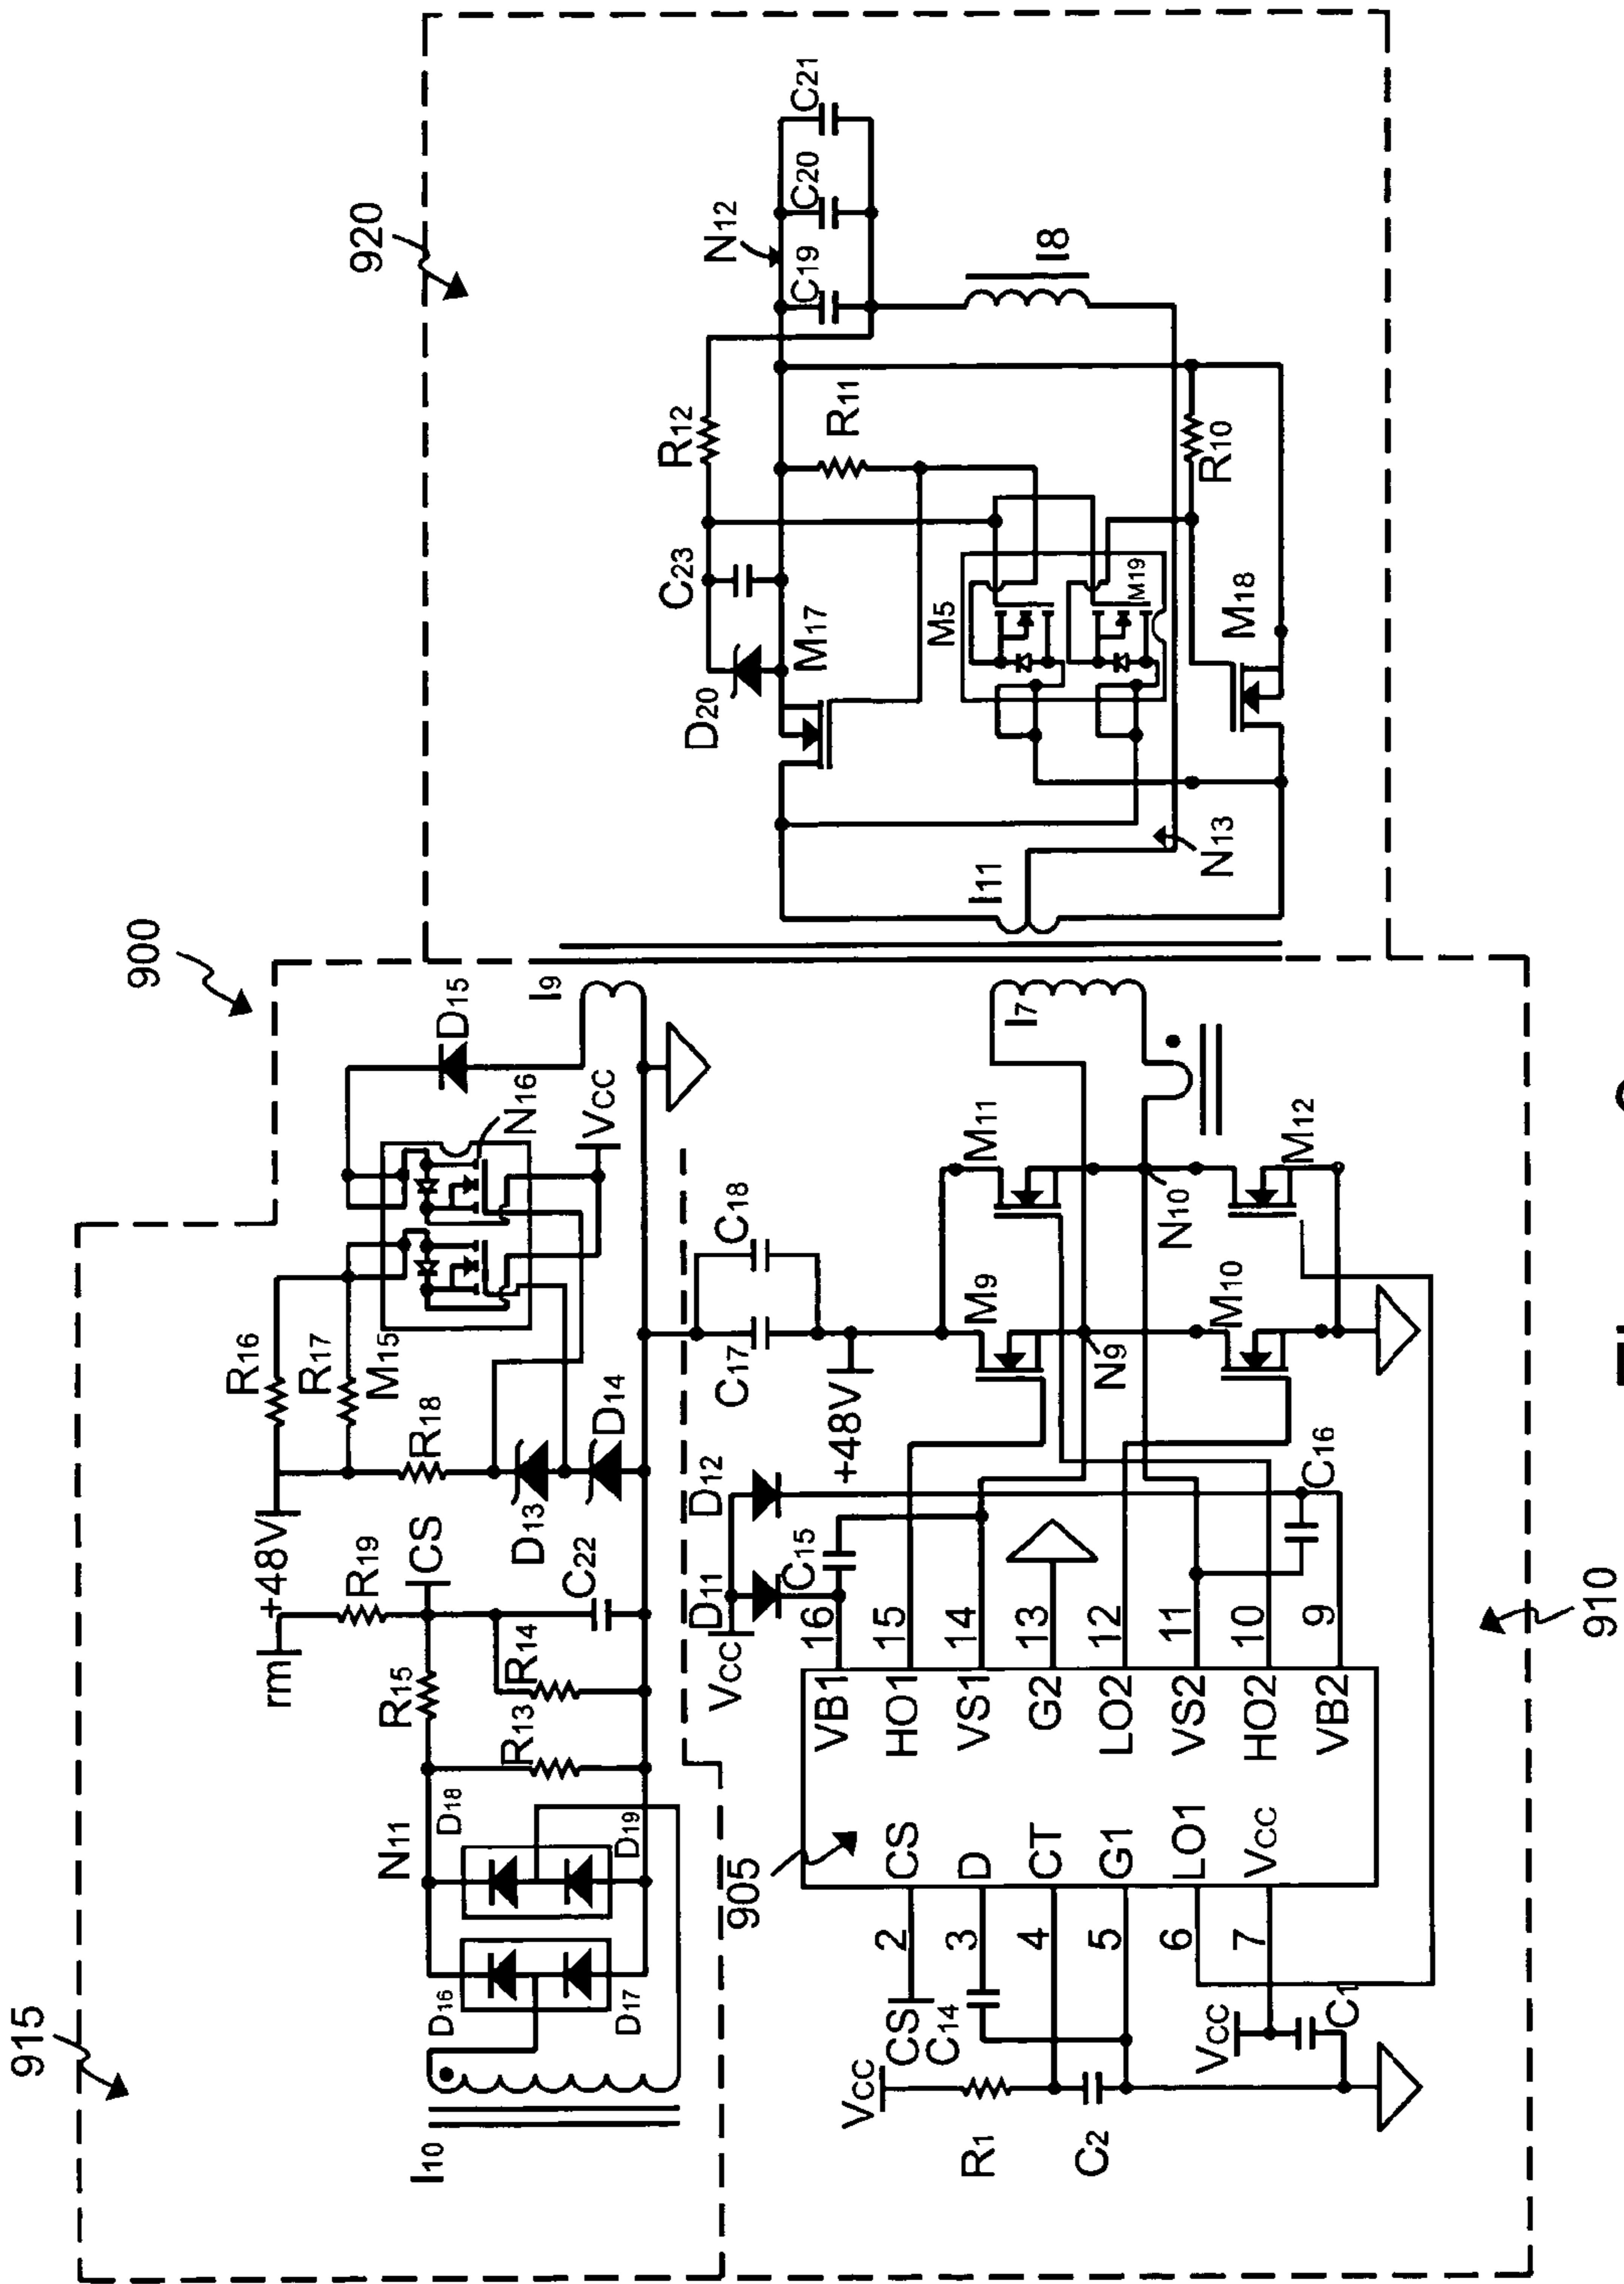 900
915
920
R16
R17
M15
R18
+48V
D13
D14
D15
I9
N16
VCC
rm
R19
CS
C22
R14
R15
R13
N11
D18
D19
D16
D17
I10
C18
C17
+48V
D12
D11
VCC
C15
M9
M11
N9
N10
M10
M12
I7
C16
905
16
15
14
13
12
11
10
9
VB1
HO1
VS1
G2
LO2
VS2
HO2
VB2
CS
D
CT
G1
LO1
VCC
2
3
4
5
6
7
CS
C14
VCC
R1
C2
VCC
C1
910
C21
C20
C19
N12
I8
R12
R11
C23
D20
M17
M5
M19
R10
M18
N13
I11